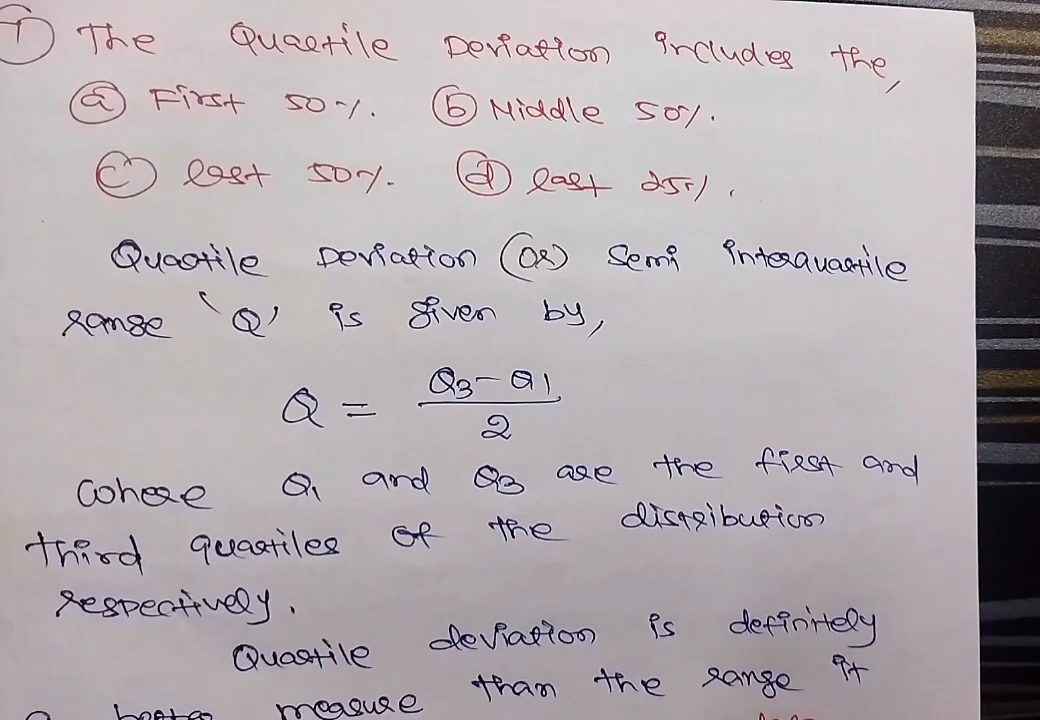 ① The Quartile Deviation includes the,
ⓐ First 50%. ⓑ Middle 50%.
ⓒ last 50%. ⓓ last 25%.
Quartile Deviation (or) Semi interquartile
range 'Q' is given by,
Q = Q3 - Q1 / 2
where Q1 and Q3 are the first and
third quartiles of the distribution
respectively.
Quartile deviation is definitely
a better measure than the range it